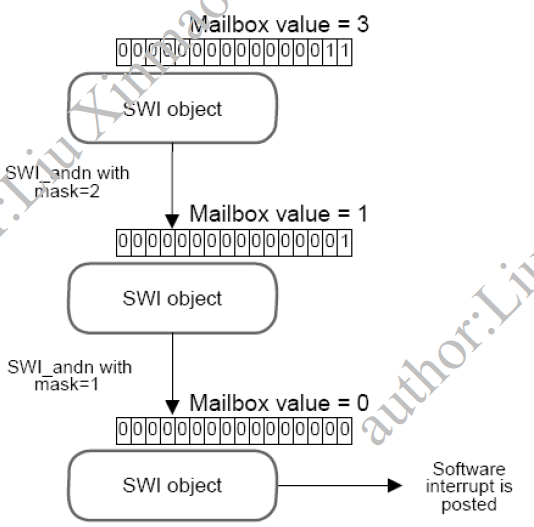 Mailbox value = 3
0000000000000011
SWI object
SWI_andn with
mask=2
Mailbox value = 1
0000000000000001
SWI object
SWI_andn with
mask=1
Mailbox value = 0
0000000000000000
SWI object
Software
interrupt is
posted
r:Liu Xinmao
author:Liu